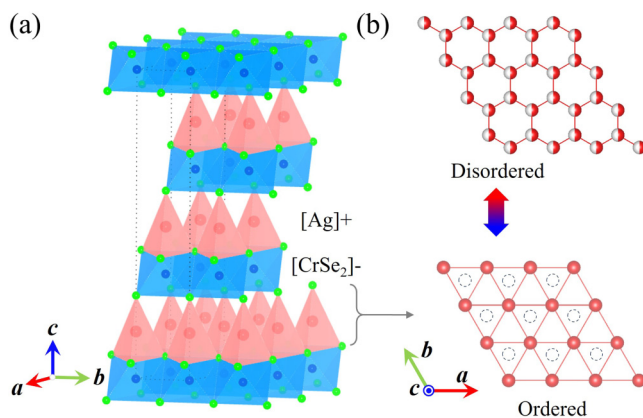 (a)
(b)
Disordered
[Ag]+
[CrSe2]-
c
a
b
b
c
a
Ordered